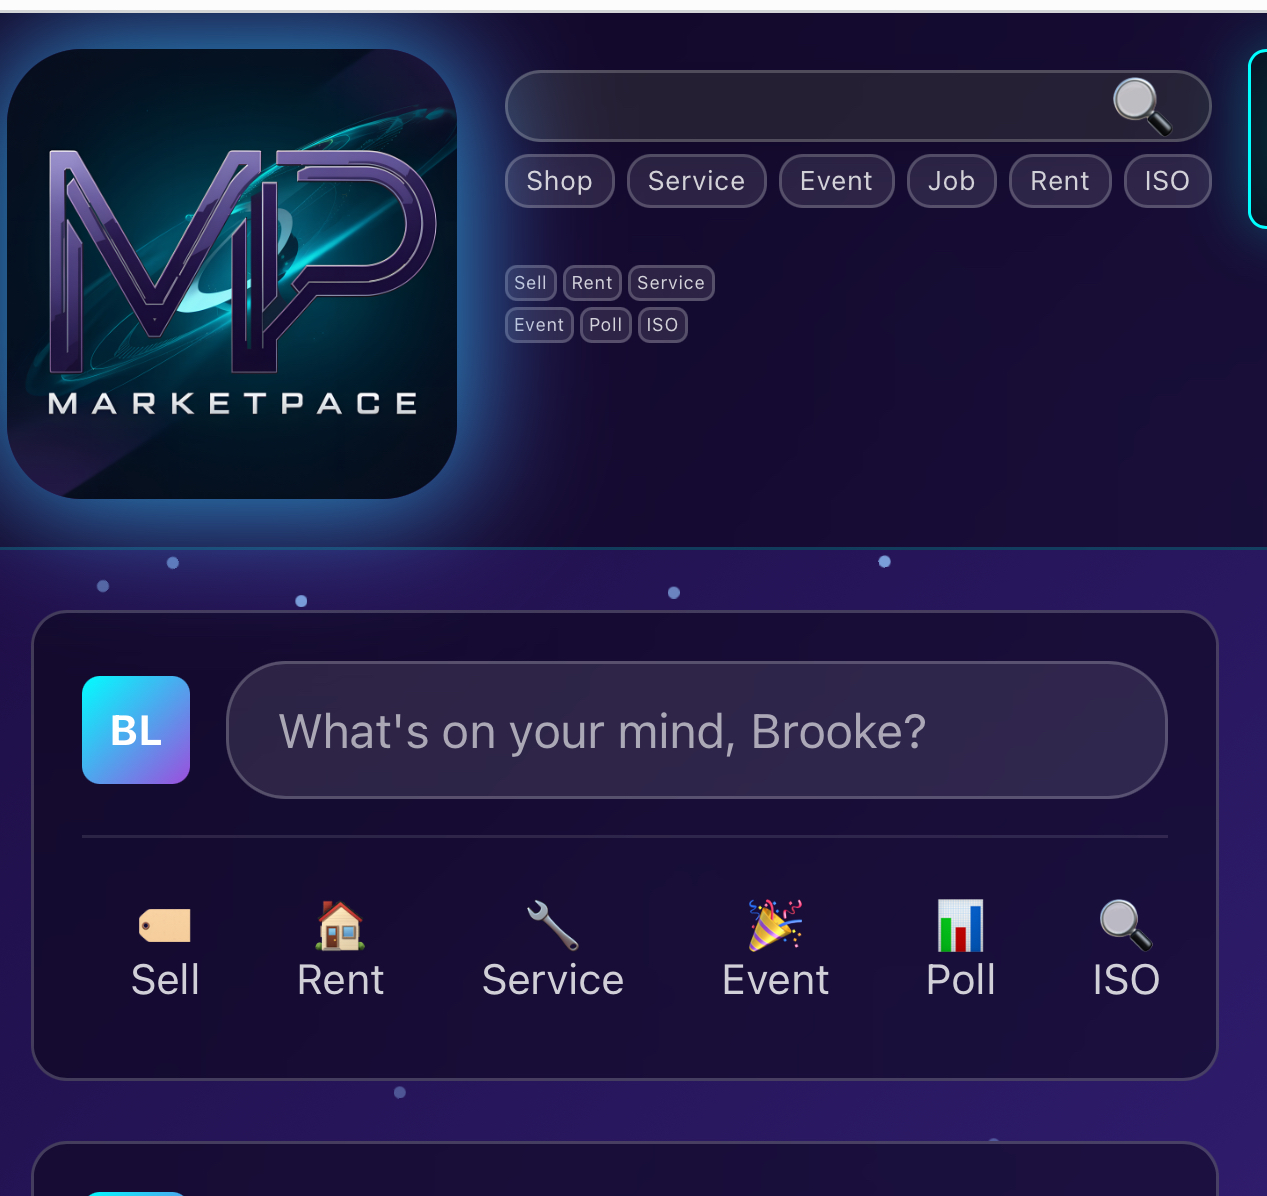 MP
MARKETPACE
Shop Service Event Job Rent ISO
Sell Rent Service
Event Poll ISO
BL
What's on your mind, Brooke?
Sell Rent Service Event Poll ISO